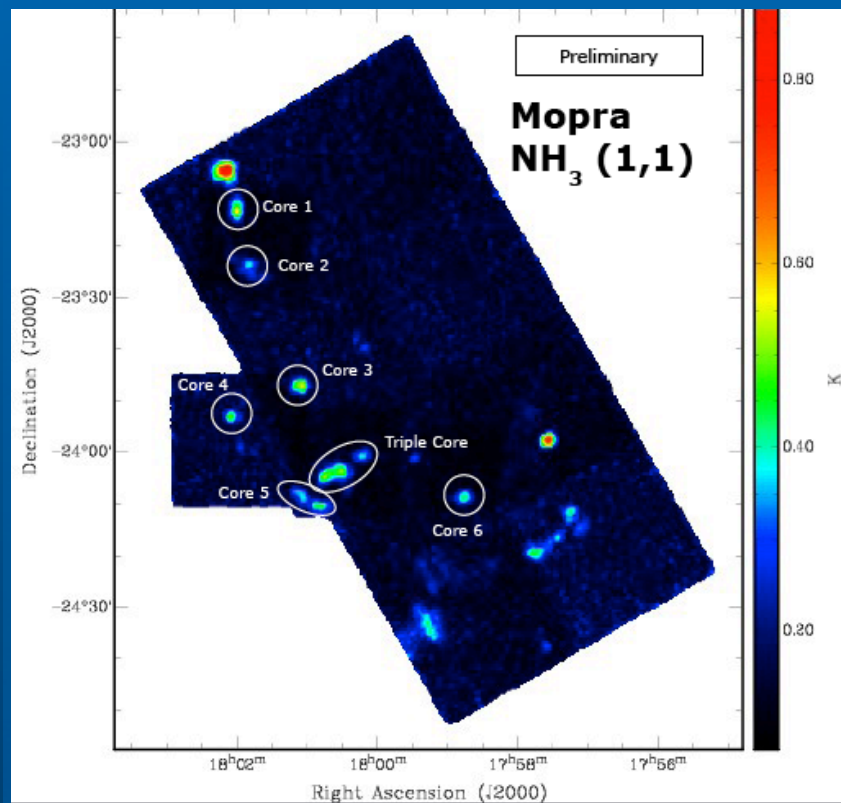 Preliminary
Mopra
NH₃ (1,1)
Core 1
Core 2
Core 3
Core 4
Triple Core
Core 5
Core 6
Declination (J2000)
-23°00'
-23°30'
-24°00'
-24°30'
18ʰ02ᵐ 18ʰ00ᵐ 17ʰ58ᵐ 17ʰ56ᵐ
Right Ascension (J2000)
0.80
0.60
K
0.40
0.20